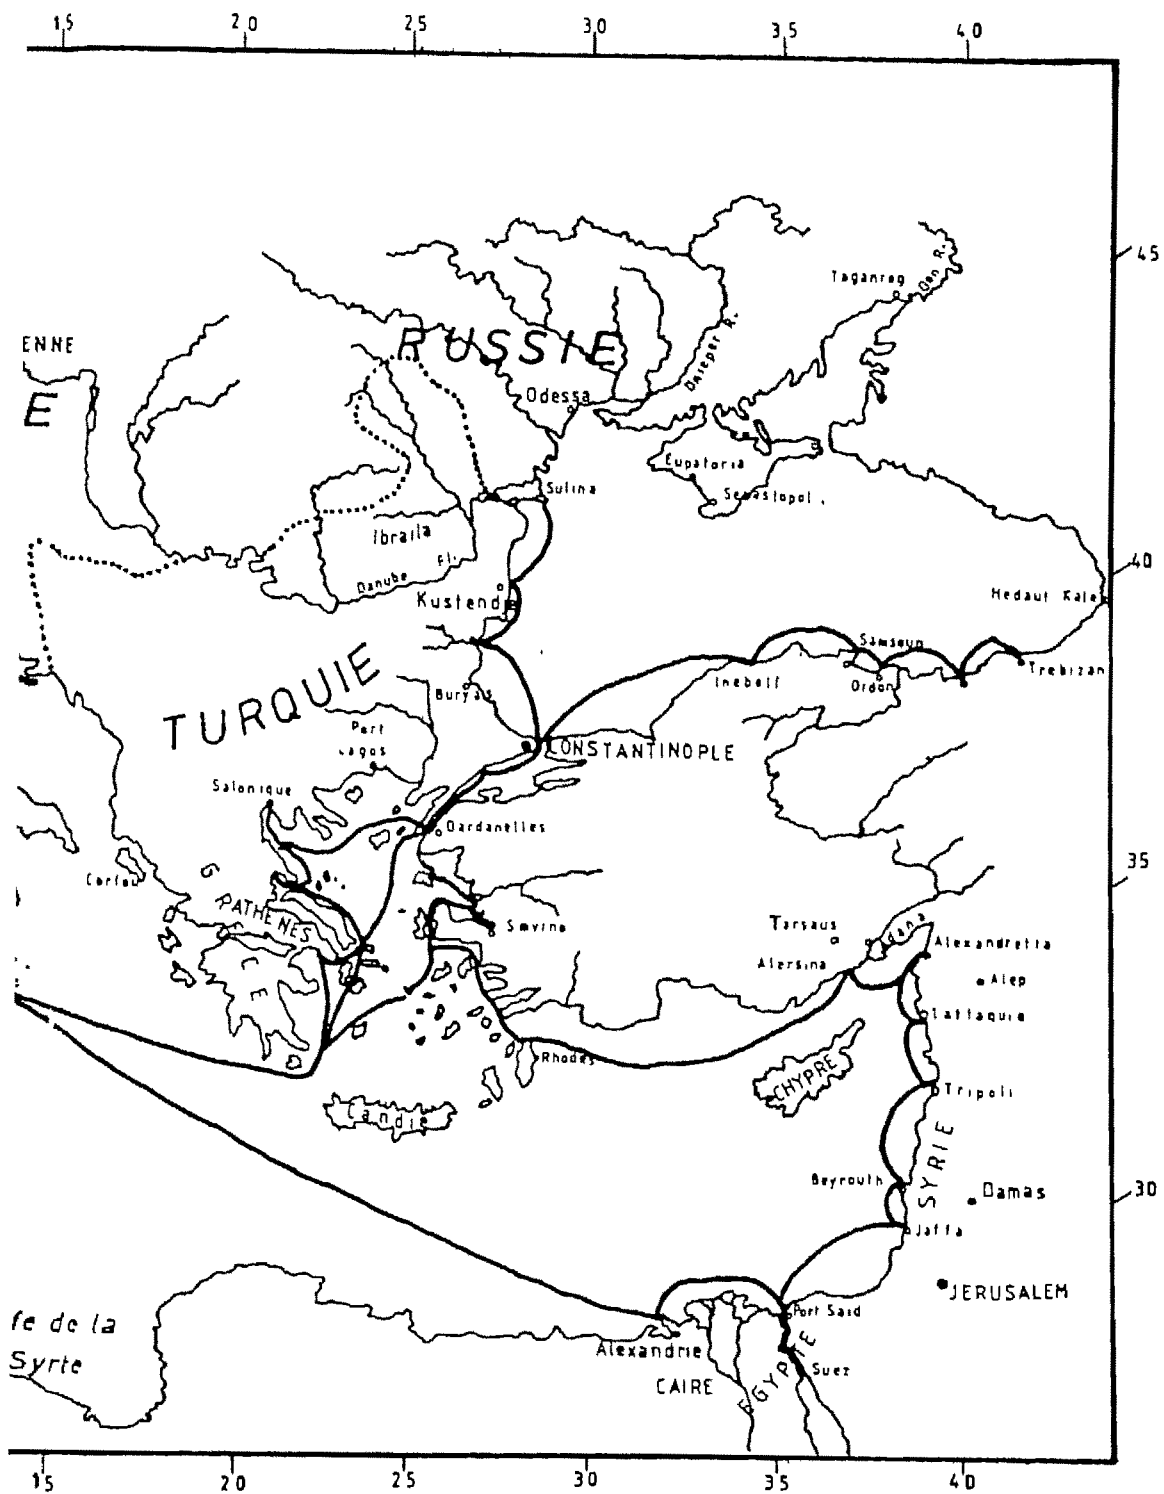 15 20 25 30 35 40
45
Taganrog
Don R.
ENNE
RUSSIE
Dnieper R.
E
Odessa
Eupatoria
Sulina
Sebastopol
Ibraila
Danube Fl.
40
Kustendje
Redaut Kale
Samsoun
Trebizan
TURQUIE
Ineboli
Ordon
Buryas
Port
Lagos
CONSTANTINOPLE
Salonique
Dardanelles
35
Corfou
G
R
ATHENES
E
E
Smyrne
Tarsaus
Adana
Alexandretta
Alersina
Alep
Lattaquie
Rhodes
CHYPRE
Tripoli
Candie
SYRIE
Beyrouth
Damas
30
Jaffa
JERUSALEM
Port Said
fe de la
Syrte
Alexandrie
EGYPTE
Suez
CAIRE
15 20 25 30 35 40